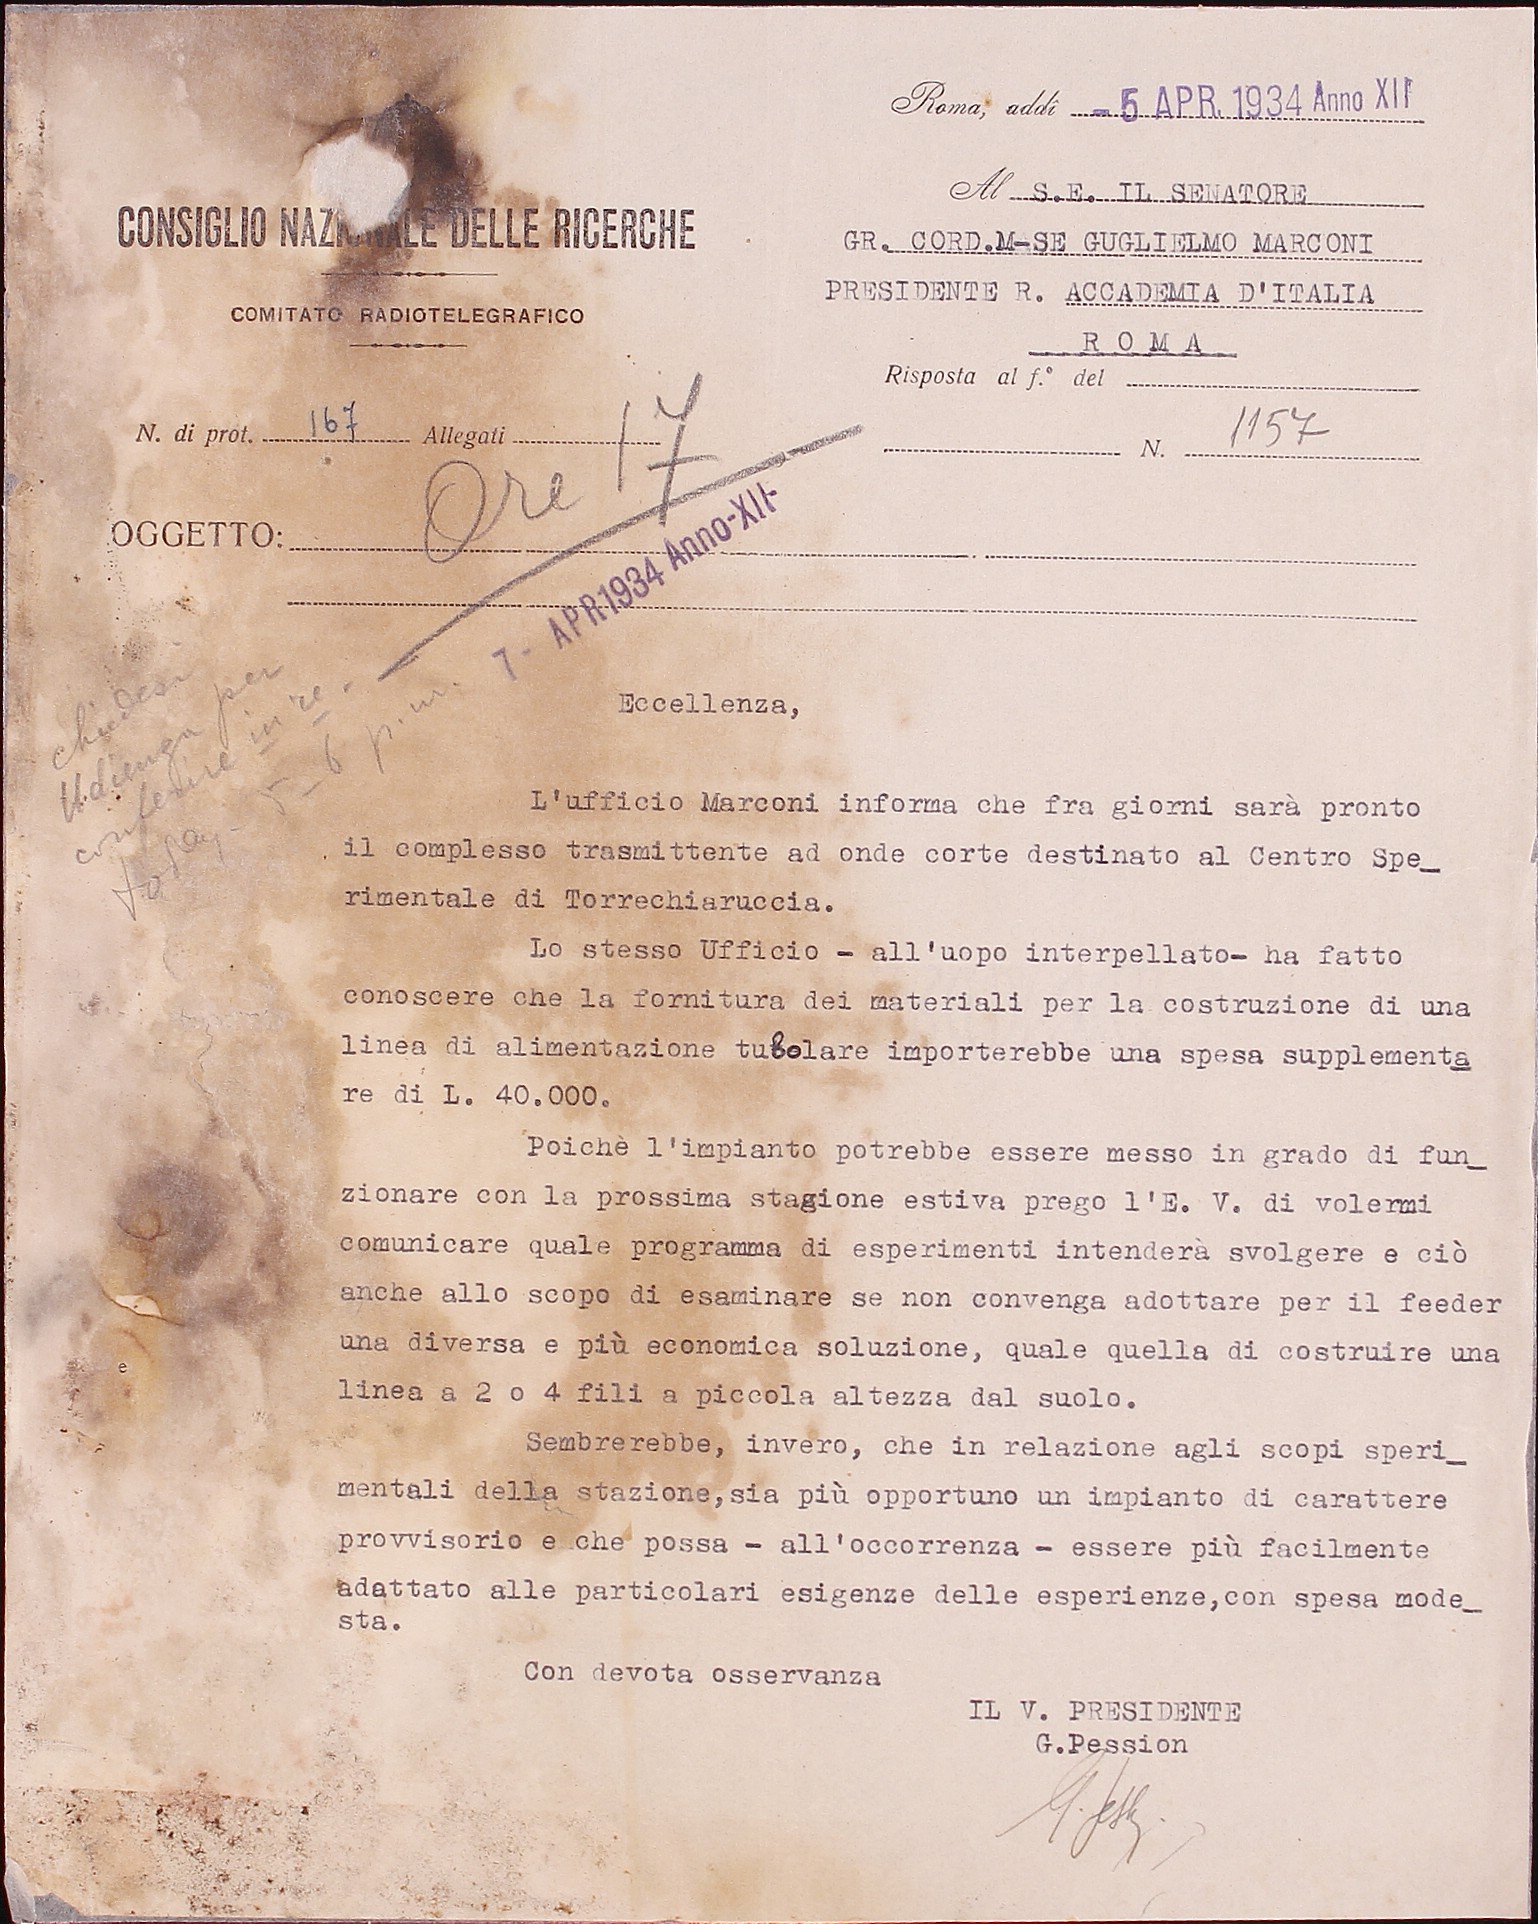 Roma, addì - 5 APR. 1934 Anno XII
Al S.E. IL SENATORE
GR. CORD.M-SE GUGLIELMO MARCONI
PRESIDENTE R. ACCADEMIA D'ITALIA
R O M A
Risposta al f.° del
N. 1157
CONSIGLIO NAZIONALE DELLE RICERCHE
COMITATO RADIOTELEGRAFICO
N. di prot. 167 Allegati
Ore 17
OGGETTO:
7- APR 1934 Anno-XII-
chiedesi
Udienza per
conferire in re.
today - 5-6 p.m.
Eccellenza,
L'ufficio Marconi informa che fra giorni sarà pronto
il complesso trasmittente ad onde corte destinato al Centro Spe_
rimentale di Torrechiaruccia.
Lo stesso Ufficio - all'uopo interpellato- ha fatto
conoscere che la fornitura dei materiali per la costruzione di una
linea di alimentazione tubolare importerebbe una spesa supplementa
re di L. 40.000.
Poichè l'impianto potrebbe essere messo in grado di fun_
zionare con la prossima stagione estiva prego l'E. V. di volermi
comunicare quale programma di esperimenti intenderà svolgere e ciò
anche allo scopo di esaminare se non convenga adottare per il feeder
una diversa e più economica soluzione, quale quella di costruire una
linea a 2 o 4 fili a piccola altezza dal suolo.
Sembrerebbe, invero, che in relazione agli scopi speri_
mentali della stazione,sia più opportuno un impianto di carattere
provvisorio e che possa - all'occorrenza - essere più facilmente
adattato alle particolari esigenze delle esperienze,con spesa mode_
sta.
Con devota osservanza
IL V. PRESIDENTE
G.Pession